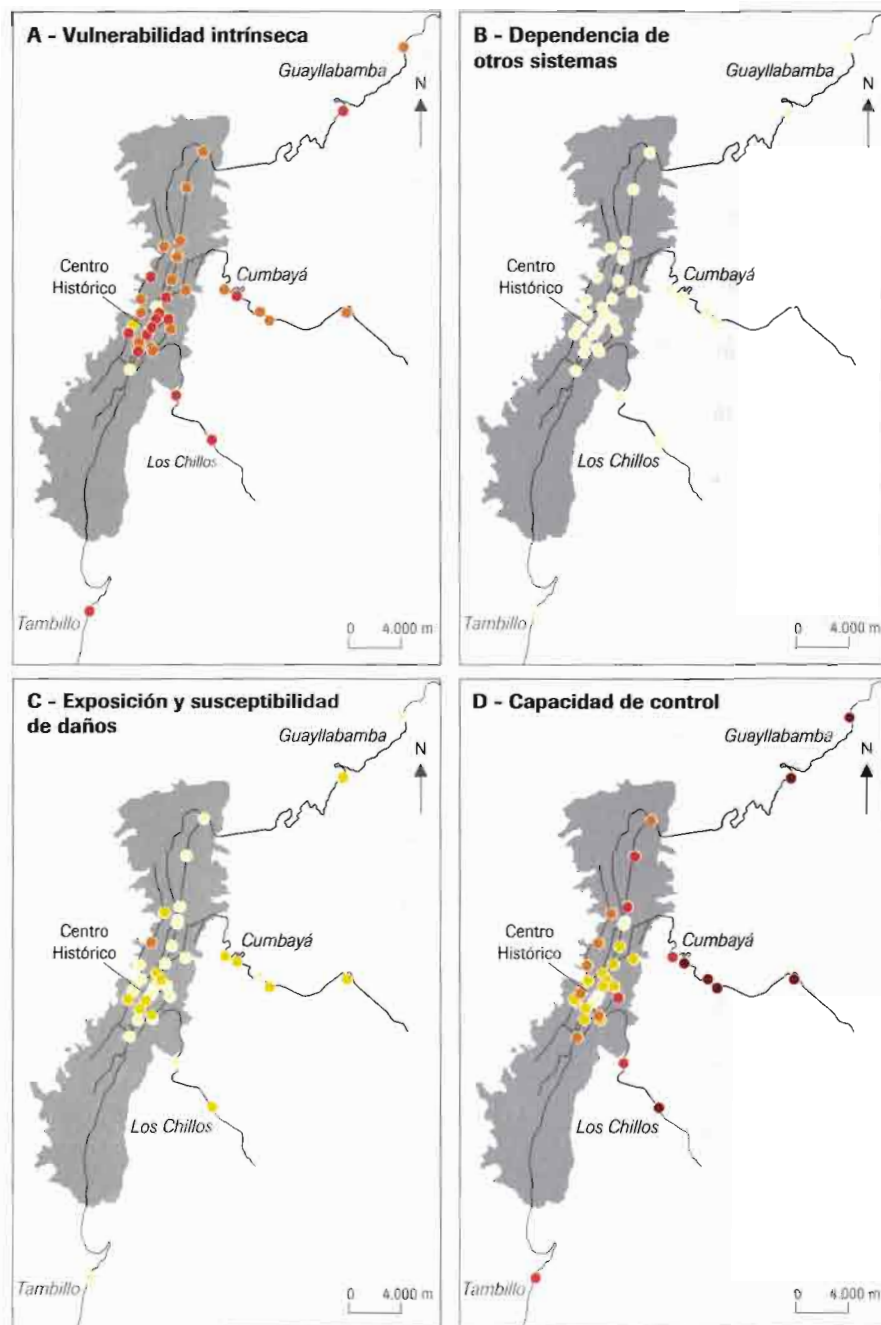 A - Vulnerabilidad intrínseca
Guayllabamba
N
Centro
Histórico
Cumbayá
Los Chillos
Tambillo
0 4.000 m
B - Dependencia de
otros sistemas
Guayllabamba
N
Centro
Histórico
Cumbayá
Los Chillos
Tambillo
0 4.000 m
C - Exposición y susceptibilidad
de daños
Guayllabamba
N
Centro
Histórico
Cumbayá
Los Chillos
Tambillo
0 4.000 m
D - Capacidad de control
Guayllabamba
N
Centro
Histórico
Cumbayá
Los Chillos
Tambillo
0 4.000 m